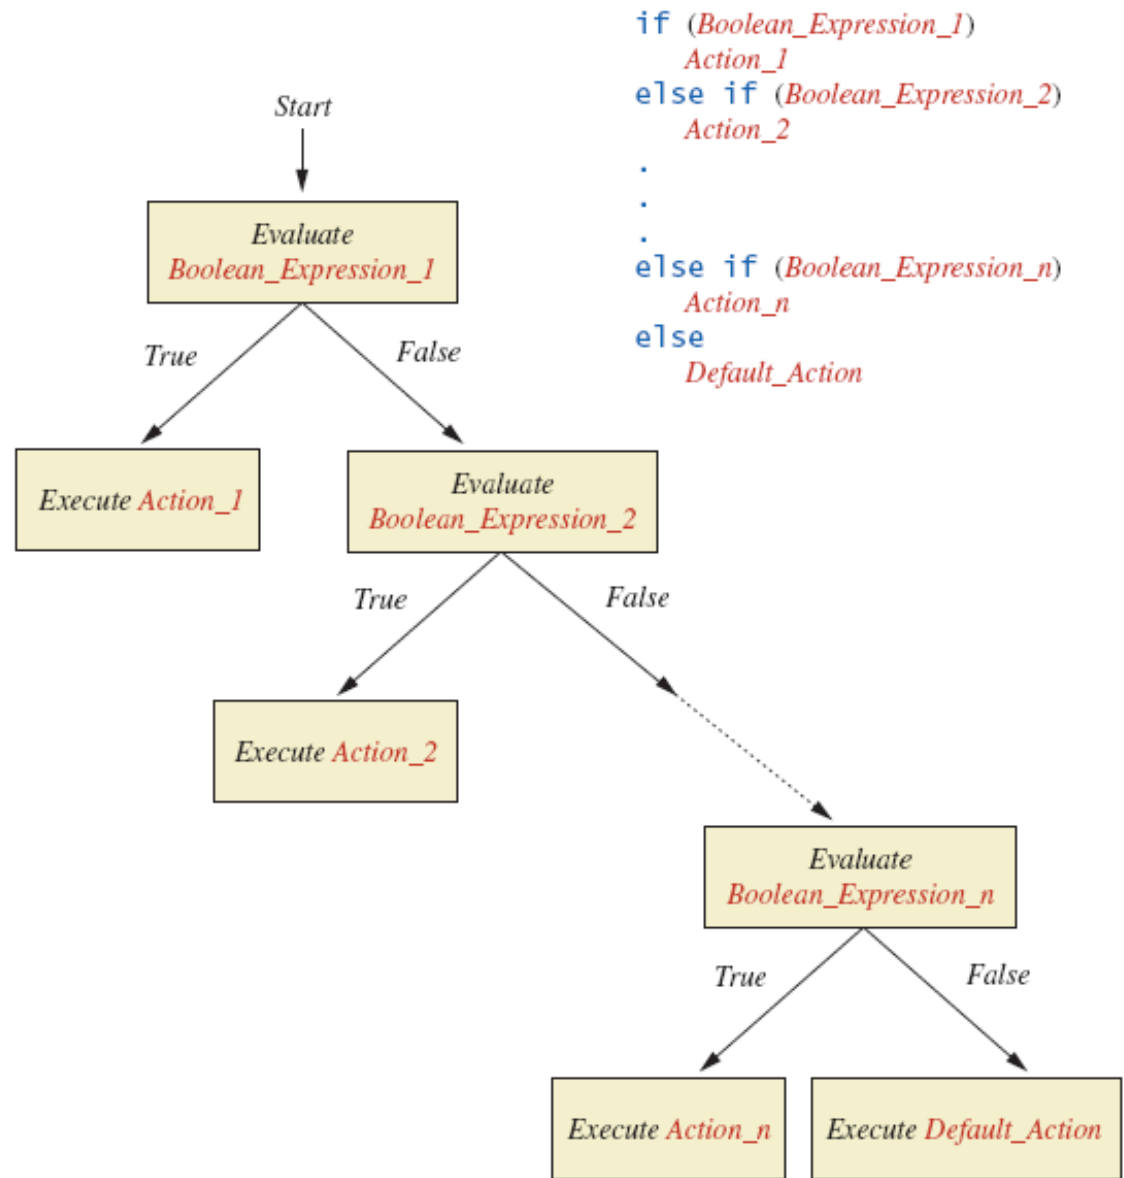 if (Boolean_Expression_1)
Action_1
else if (Boolean_Expression_2)
Action_2
.
.
.
else if (Boolean_Expression_n)
Action_n
else
Default_Action
Start
Evaluate
Boolean_Expression_1
True
False
Execute Action_1
Evaluate
Boolean_Expression_2
True
False
Execute Action_2
Evaluate
Boolean_Expression_n
True
False
Execute Action_n
Execute Default_Action